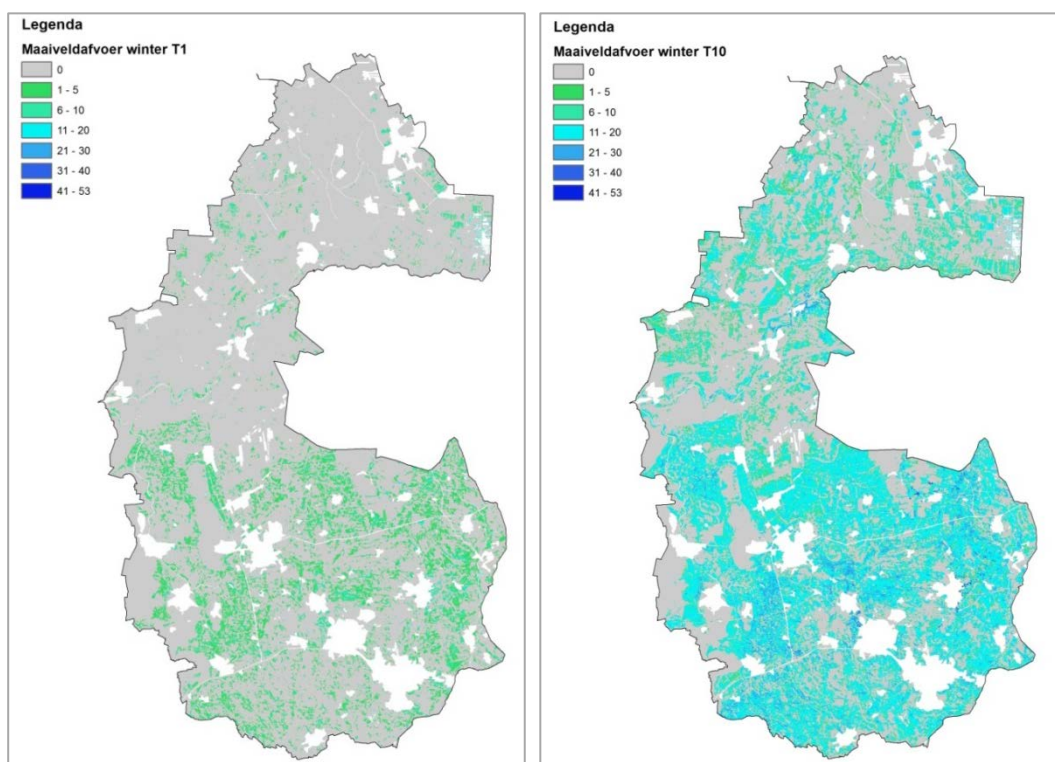 Legenda
Maaiveldafvoer winter T1
0
1 - 5
6 - 10
11 - 20
21 - 30
31 - 40
41 - 53
Legenda
Maaiveldafvoer winter T10
0
1 - 5
6 - 10
11 - 20
21 - 30
31 - 40
41 - 53